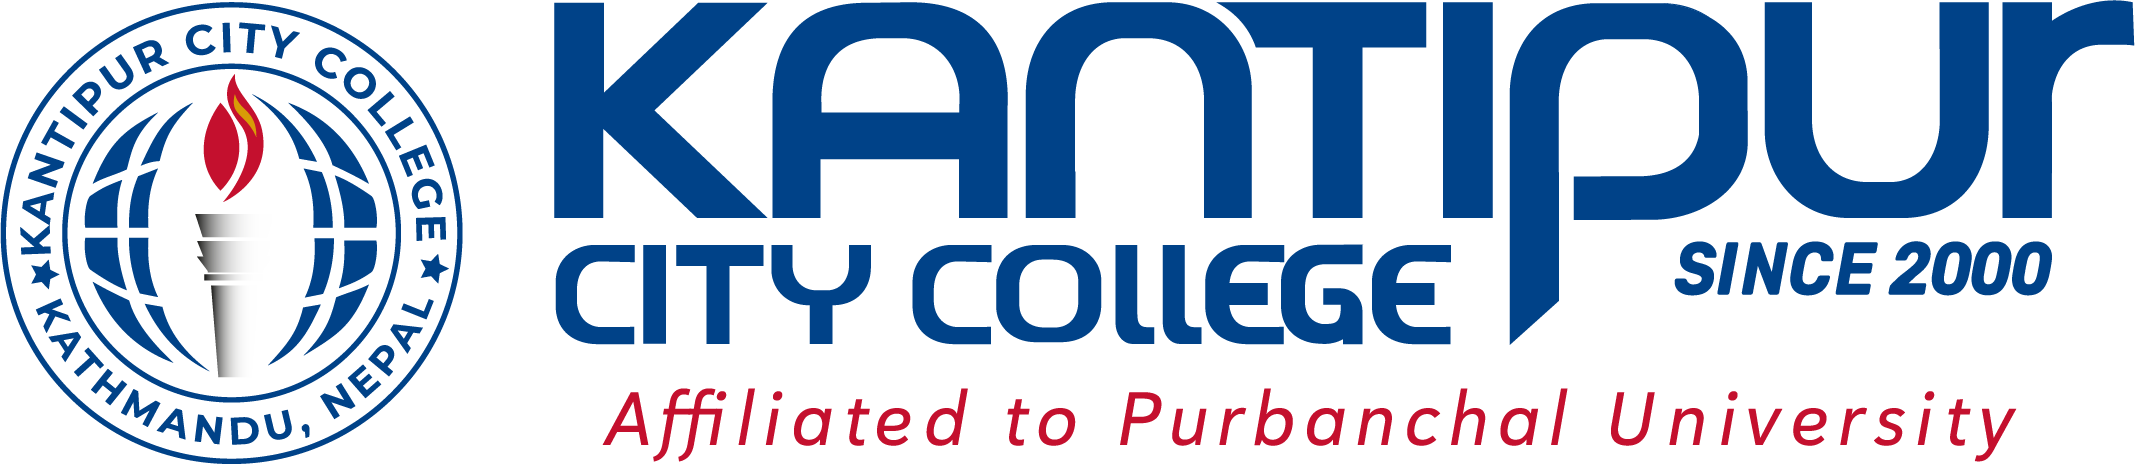 KANTIPUR CITY COLLEGE
KATHMANDU, NEPAL
KANTIPUR
CITY COLLEGE
SINCE 2000
Affiliated to Purbanchal University